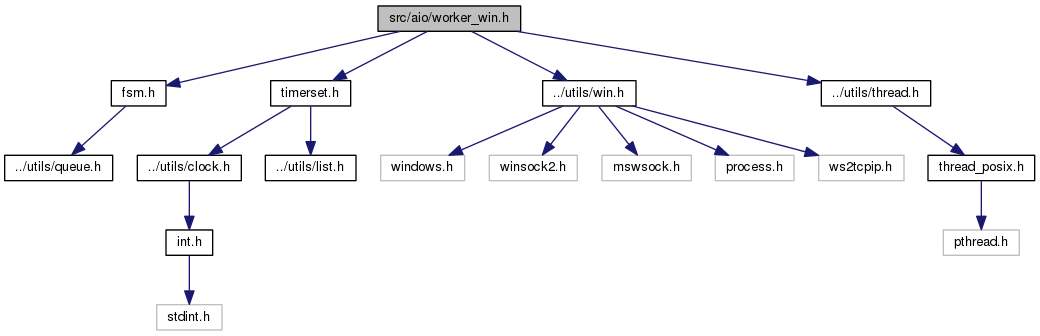 src/aio/worker_win.h
fsm.h
timerset.h
../utils/win.h
../utils/thread.h
../utils/queue.h
../utils/clock.h
../utils/list.h
windows.h
winsock2.h
mswsock.h
process.h
ws2tcpip.h
thread_posix.h
int.h
pthread.h
stdint.h